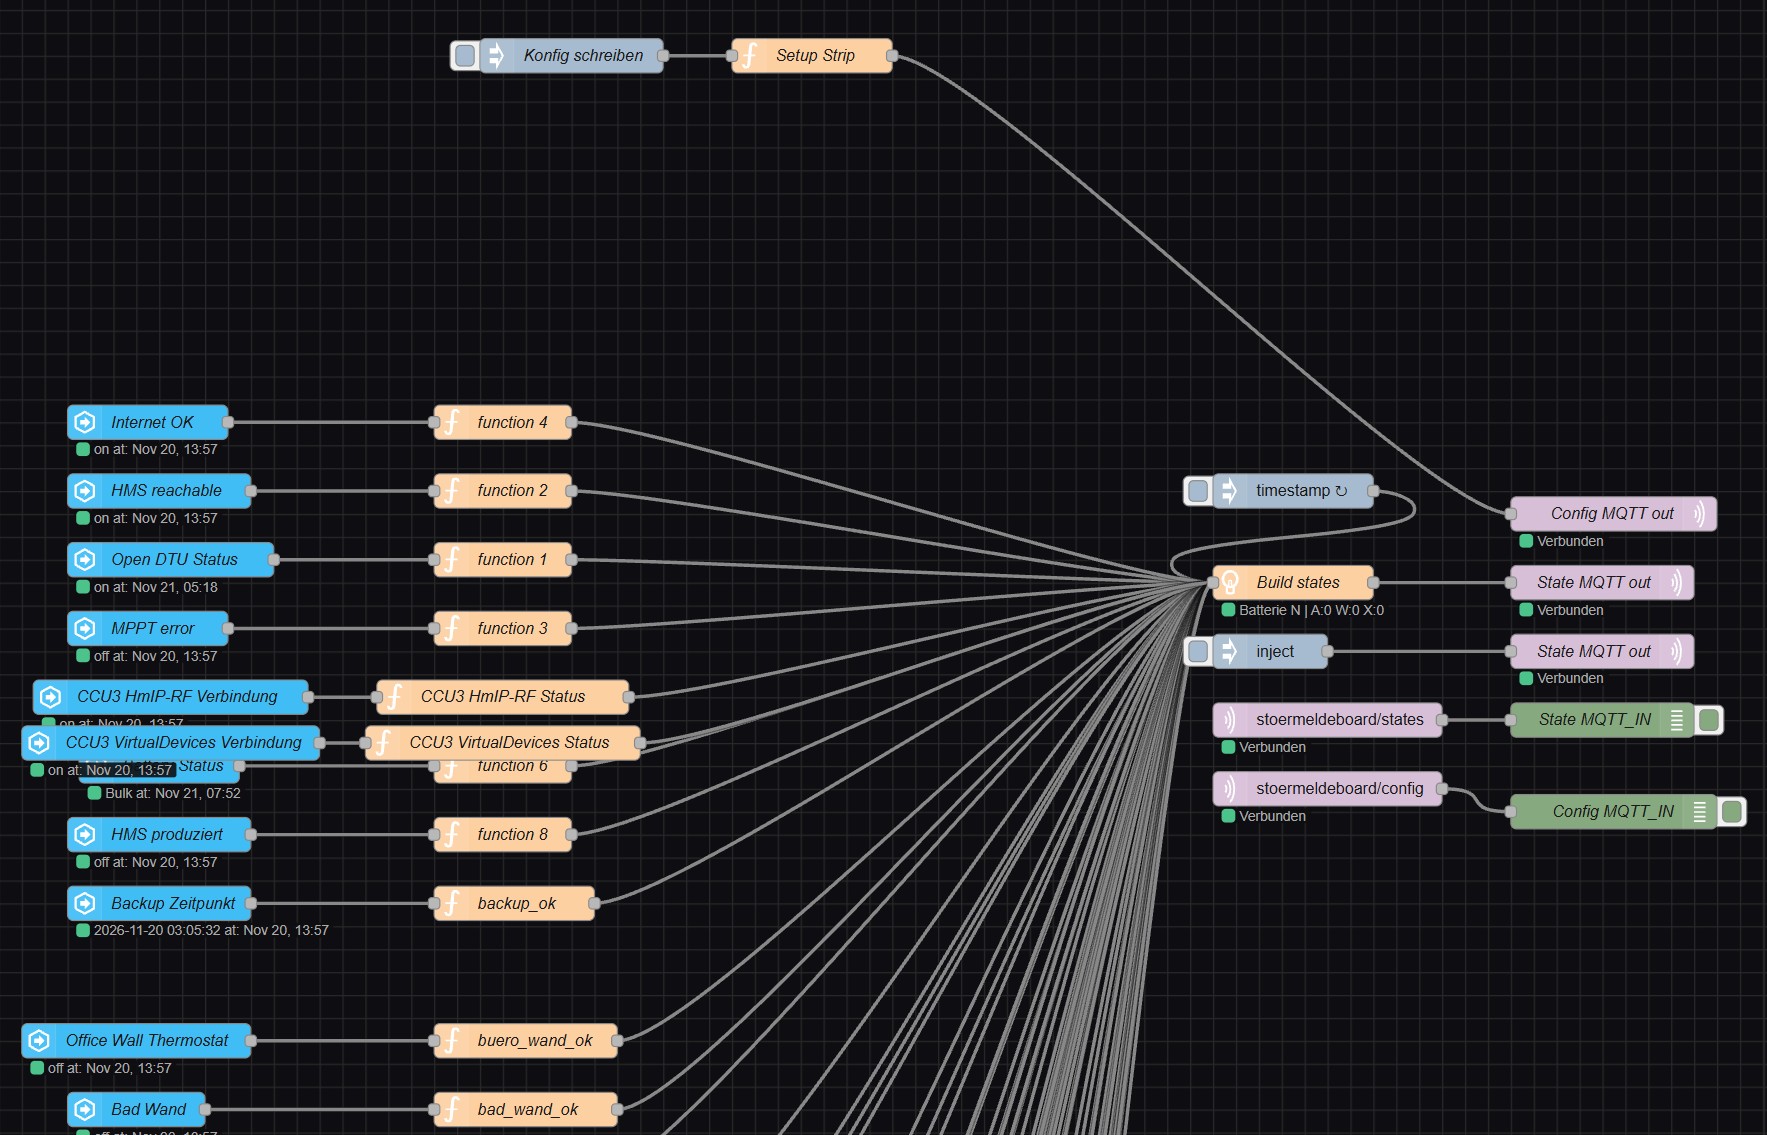 Konfig schreiben
Setup Strip
Internet OK
function 4
on at: Nov 20, 13:57
HMS reachable
function 2
timestamp ↻
on at: Nov 20, 13:57
Config MQTT out
Verbunden
Open DTU Status
function 1
on at: Nov 21, 05:18
Build states
State MQTT out
Batterie N | A:0 W:0 X:0
Verbunden
MPPT error
function 3
off at: Nov 20, 13:57
inject
State MQTT out
Verbunden
CCU3 HmIP-RF Verbindung
CCU3 HmIP-RF Status
on at: Nov 20, 13:57
stoermeldeboard/states
State MQTT_IN
Verbunden
CCU3 VirtualDevices Verbindung
CCU3 VirtualDevices Status
on at: Nov 20, 13:57
Status
function 6
Bulk at: Nov 21, 07:52
stoermeldeboard/config
Config MQTT_IN
Verbunden
HMS produziert
function 8
off at: Nov 20, 13:57
Backup Zeitpunkt
backup_ok
2026-11-20 03:05:32 at: Nov 20, 13:57
Office Wall Thermostat
buero_wand_ok
off at: Nov 20, 13:57
Bad Wand
bad_wand_ok